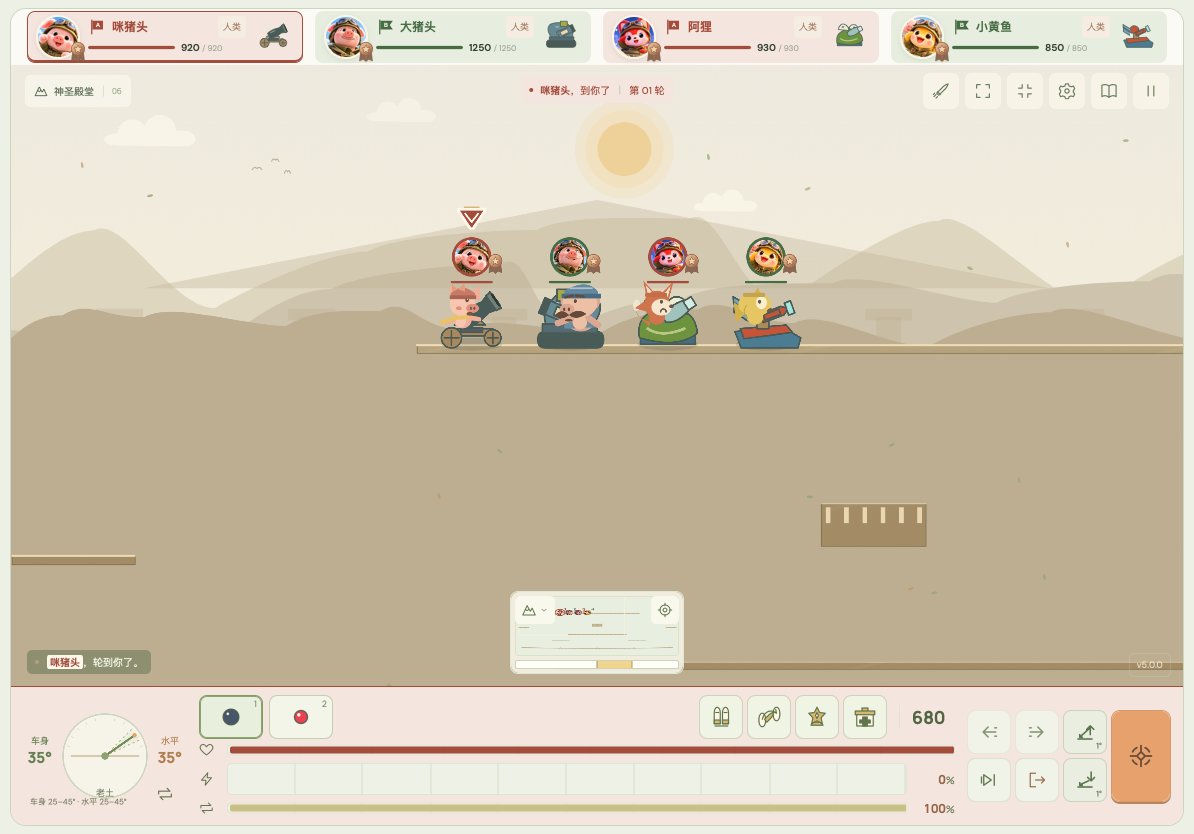 A 咪猪头 人类
920 / 920
B 大猪头 人类
1250 / 1250
A 阿狸 人类
930 / 930
B 小黄鱼 人类
850 / 850
神圣殿堂 06
咪猪头，到你了 第 01 轮
咪猪头，轮到你了。
v5.0.0
1
2
680
车身
35°
水平
35°
老土
车身 25–45° · 水平 25–45°
0%
100%
1°
1°